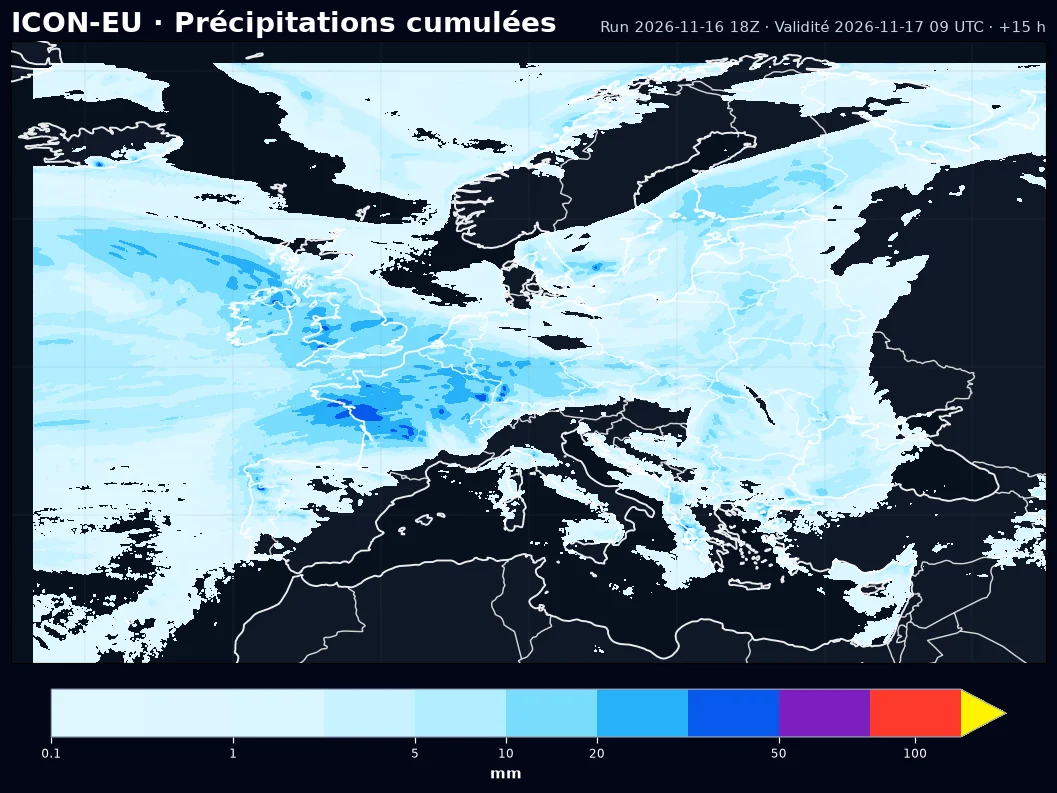 ICON-EU · Précipitations cumulées
Run 2026-11-16 18Z · Validité 2026-11-17 09 UTC · +15 h
0.1 1 5 10 20 50 100
mm